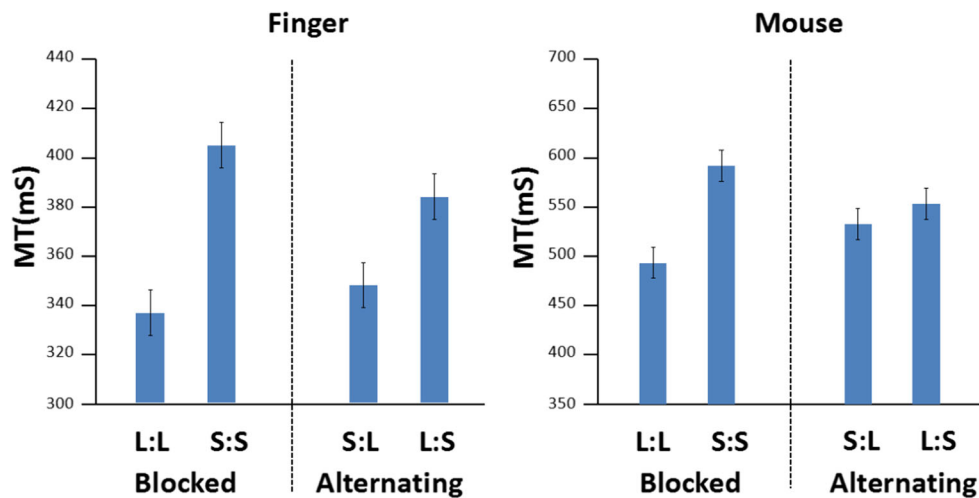 Finger
MT(mS)
440
420
400
380
360
340
320
300
L:L S:S S:L L:S
Blocked Alternating
Mouse
MT(mS)
700
650
600
550
500
450
400
350
L:L S:S S:L L:S
Blocked Alternating